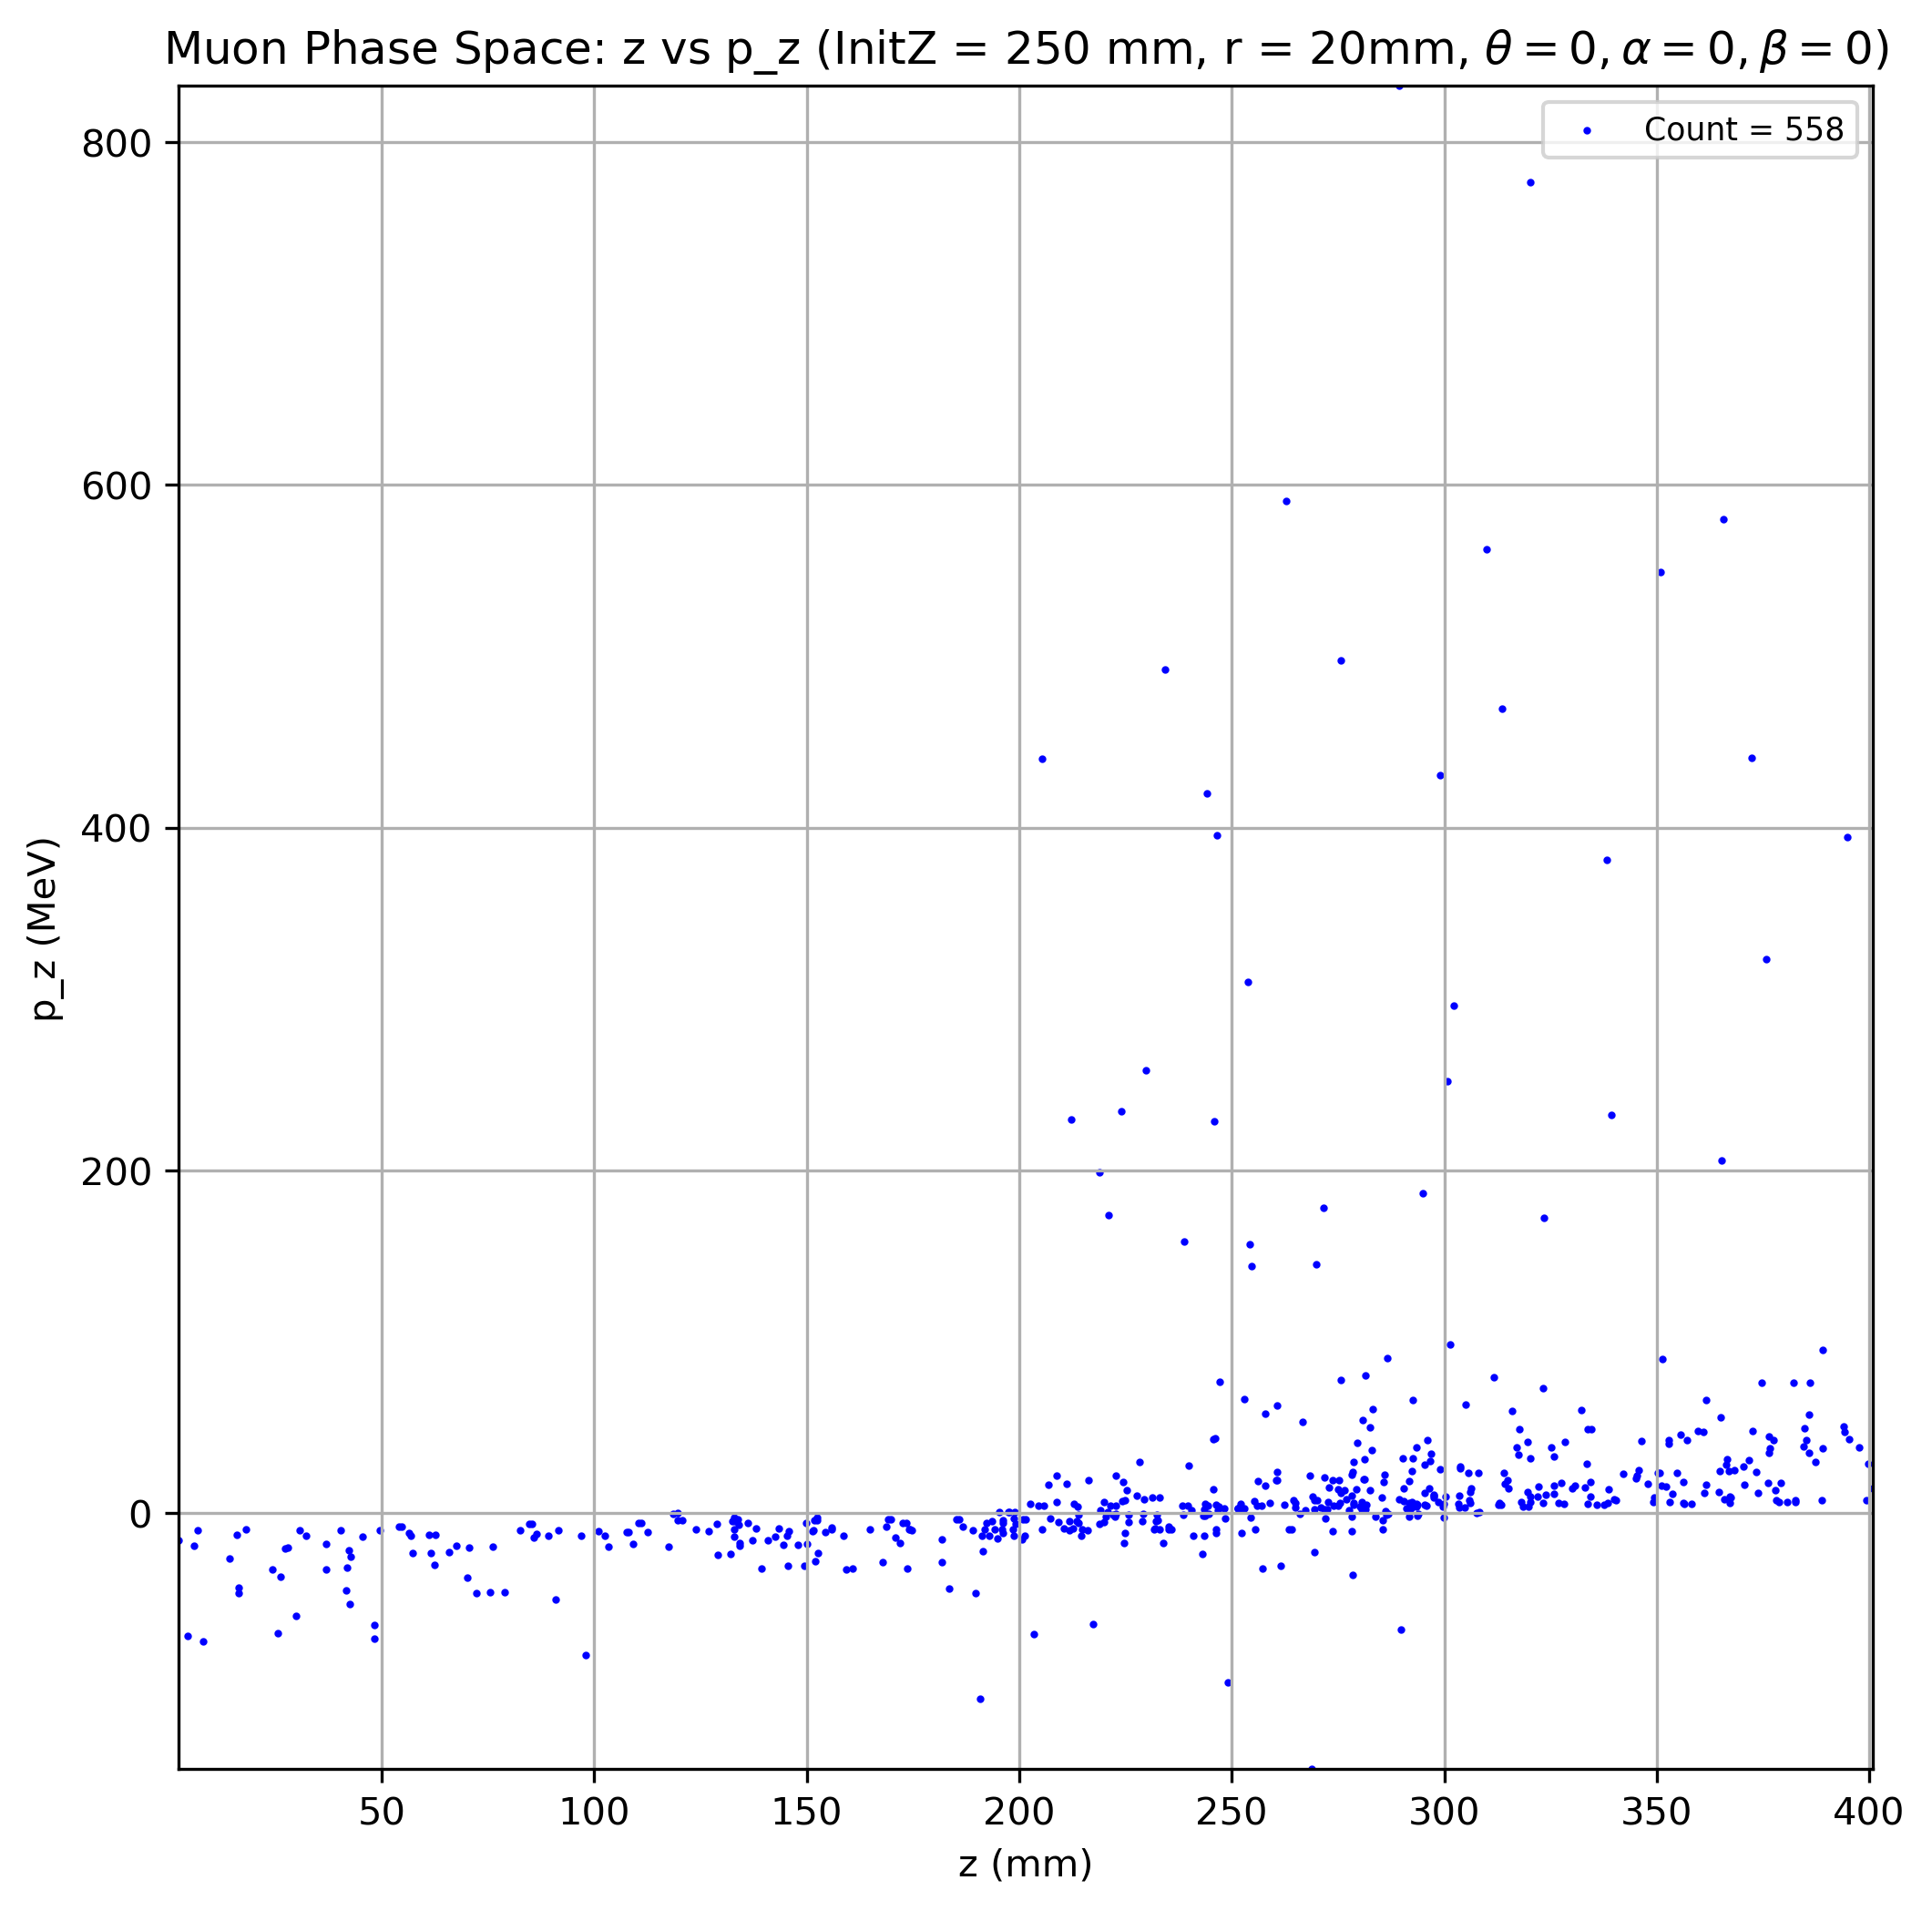 Muon Phase Space: z vs p_z (InitZ = 250 mm, r = 20mm, θ = 0, α = 0, β = 0)
Count = 558
800
600
400
200
0
p_z (MeV)
50 100 150 200 250 300 350 400
z (mm)